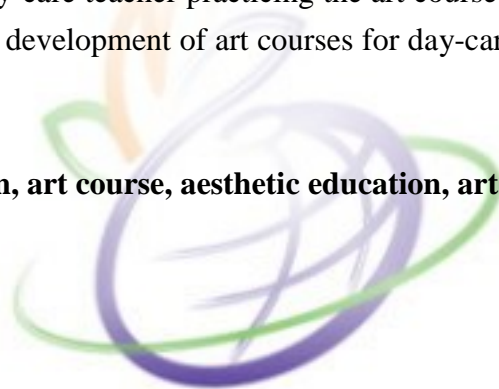 y-care teacher practicing the art course
development of art courses for day-car
n, art course, aesthetic education, art